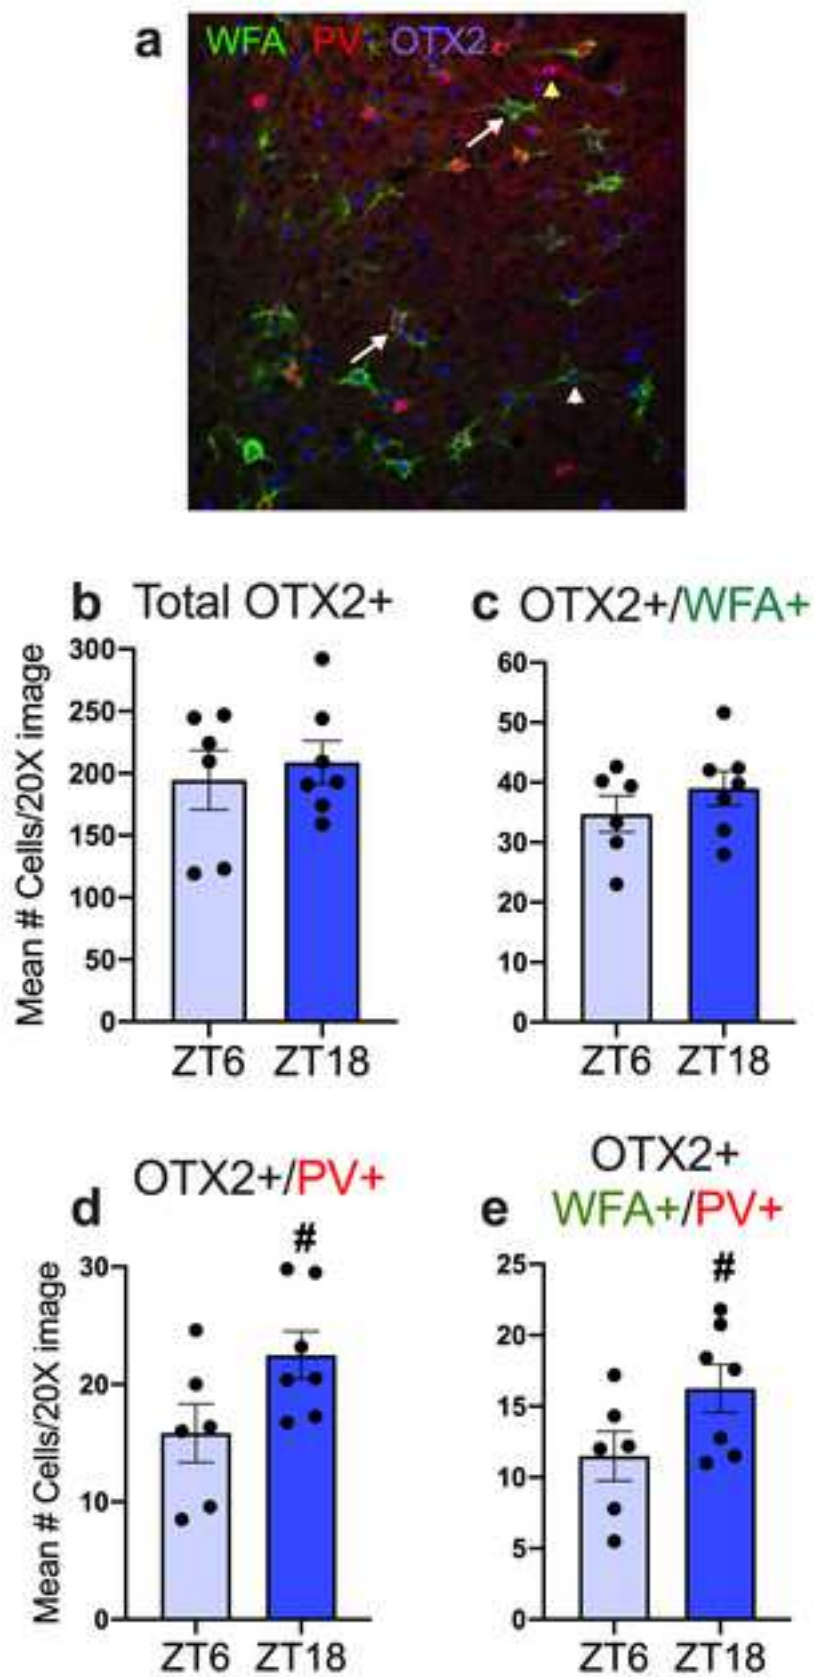 a WFA PV OTX2
b Total OTX2+
Mean # Cells/20X image
300
250
200
150
100
50
0
ZT6 ZT18
c OTX2+/WFA+
60
50
40
30
20
10
0
ZT6 ZT18
d OTX2+/PV+
#
Mean # Cells/20X image
30
20
10
0
ZT6 ZT18
e OTX2+
WFA+/PV+
#
25
20
15
10
5
0
ZT6 ZT18